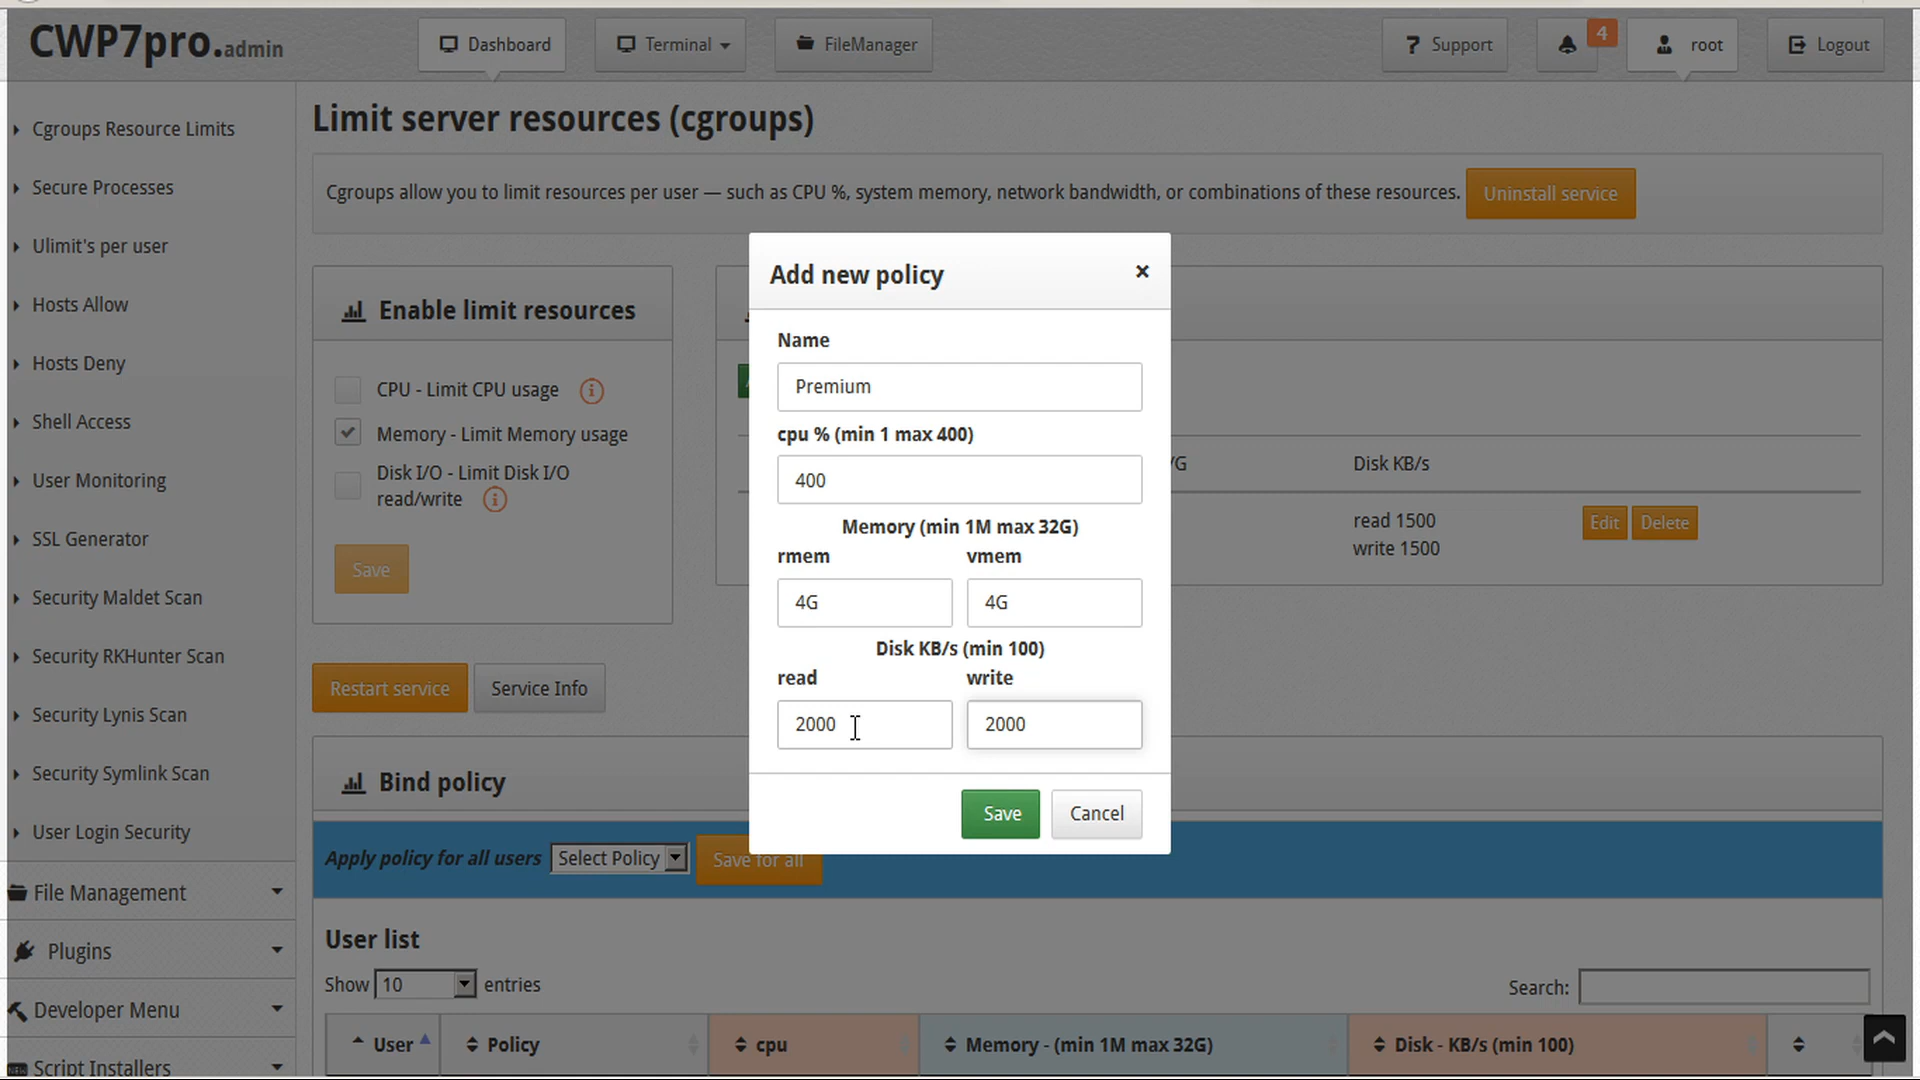 CWP7pro.admin
Dashboard
Terminal
FileManager
? Support
4
root
Logout
Cgroups Resource Limits
Secure Processes
Ulimit's per user
Hosts Allow
Hosts Deny
Shell Access
User Monitoring
SSL Generator
Security Maldet Scan
Security RKHunter Scan
Security Lynis Scan
Security Symlink Scan
User Login Security
File Management
Plugins
Developer Menu
Script Installers
Limit server resources (cgroups)
Cgroups allow you to limit resources per user — such as CPU %, system memory, network bandwidth, or combinations of these resources.
Uninstall service
Enable limit resources
CPU - Limit CPU usage
Memory - Limit Memory usage
Disk I/O - Limit Disk I/O
read/write
Save
Restart service
Service Info
/G
Disk KB/s
read 1500
write 1500
Edit
Delete
Add new policy
×
Name
Premium
cpu % (min 1 max 400)
400
Memory (min 1M max 32G)
rmem
vmem
4G
4G
Disk KB/s (min 100)
read
write
2000
2000
Save
Cancel
Bind policy
Apply policy for all users
Select Policy
Save for all
User list
Show 10 entries
Search:
User
Policy
cpu
Memory - (min 1M max 32G)
Disk - KB/s (min 100)